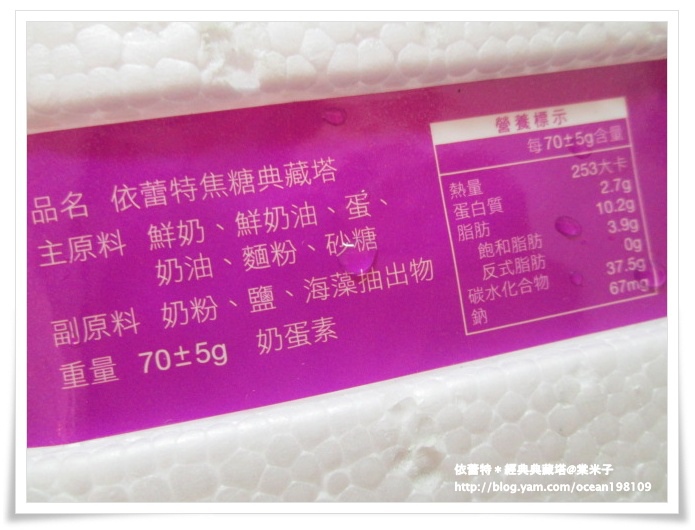 品名 依蕾特焦糖典藏塔
主原料 鮮奶、鮮奶油、蛋、
奶油、麵粉、砂糖
副原料 奶粉、鹽、海藻抽出物
重量 70±5g 奶蛋素
營養標示
每70±5g含量
熱量 253大卡
蛋白質 2.7g
脂肪 10.2g
飽和脂肪 3.9g
反式脂肪 0g
碳水化合物 37.5g
鈉 67mg
依蕾特*經典典藏塔@棠米子
http://blog.yam.com/ocean198109